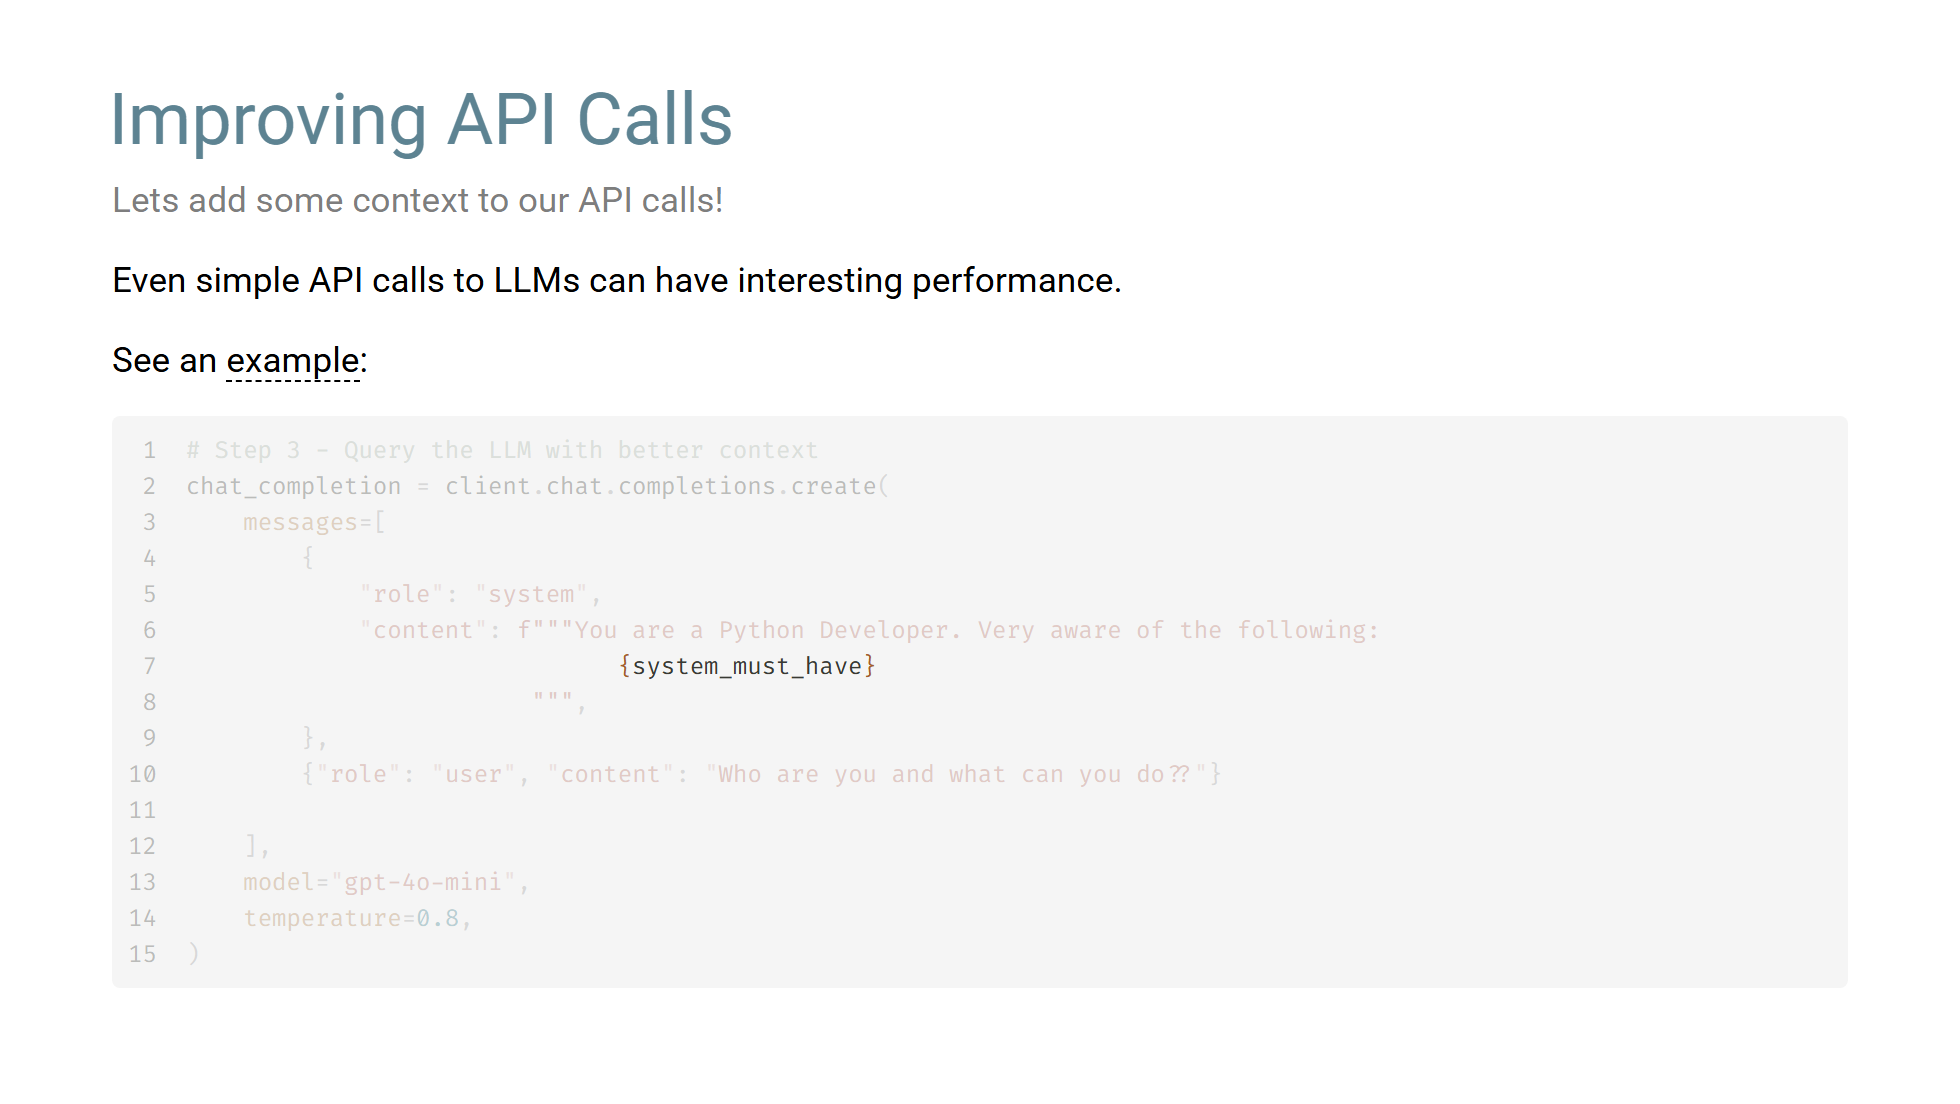 Improving API Calls
Lets add some context to our API calls!
Even simple API calls to LLMs can have interesting performance.
See an example:
1 # Step 3 - Query the LLM with better context
2 chat_completion = client.chat.completions.create(
3     messages=[
4         {
5             "role": "system",
6             "content": f"""You are a Python Developer. Very aware of the following:
7                               {system_must_have}
8                         """,
9         },
10         {"role": "user", "content": "Who are you and what can you do??"}
11
12     ],
13     model="gpt-4o-mini",
14     temperature=0.8,
15 )